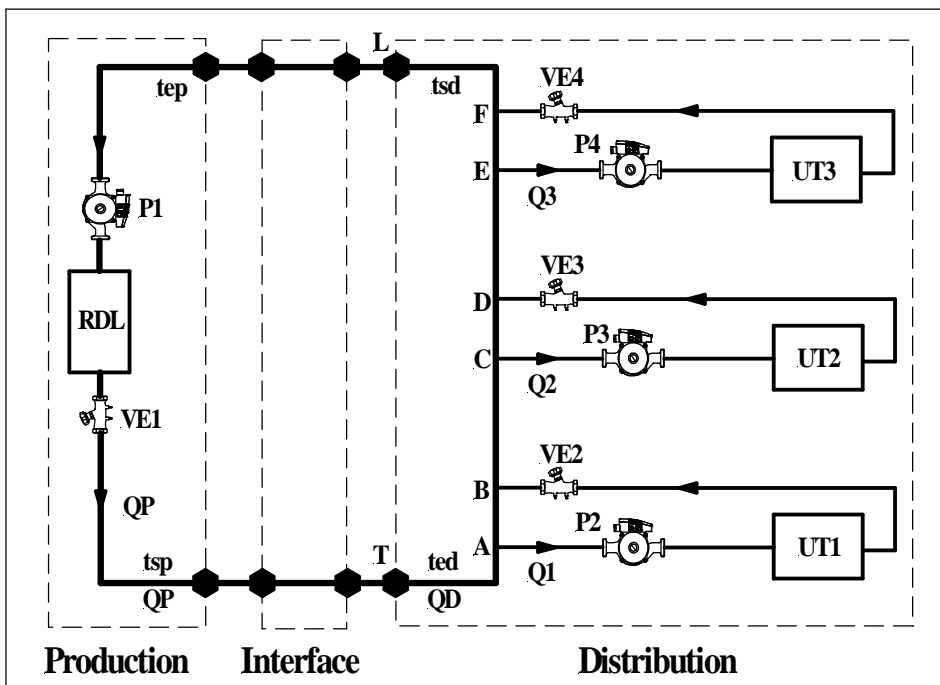 L
tep
tsd
VE4
F
P4
E
UT3
P1
Q3
VE3
D
RDL
P3
C
UT2
VE1
Q2
VE2
B
QP
P2
A
UT1
tsp
T
ted
Q1
QP
QD
Production
Interface
Distribution